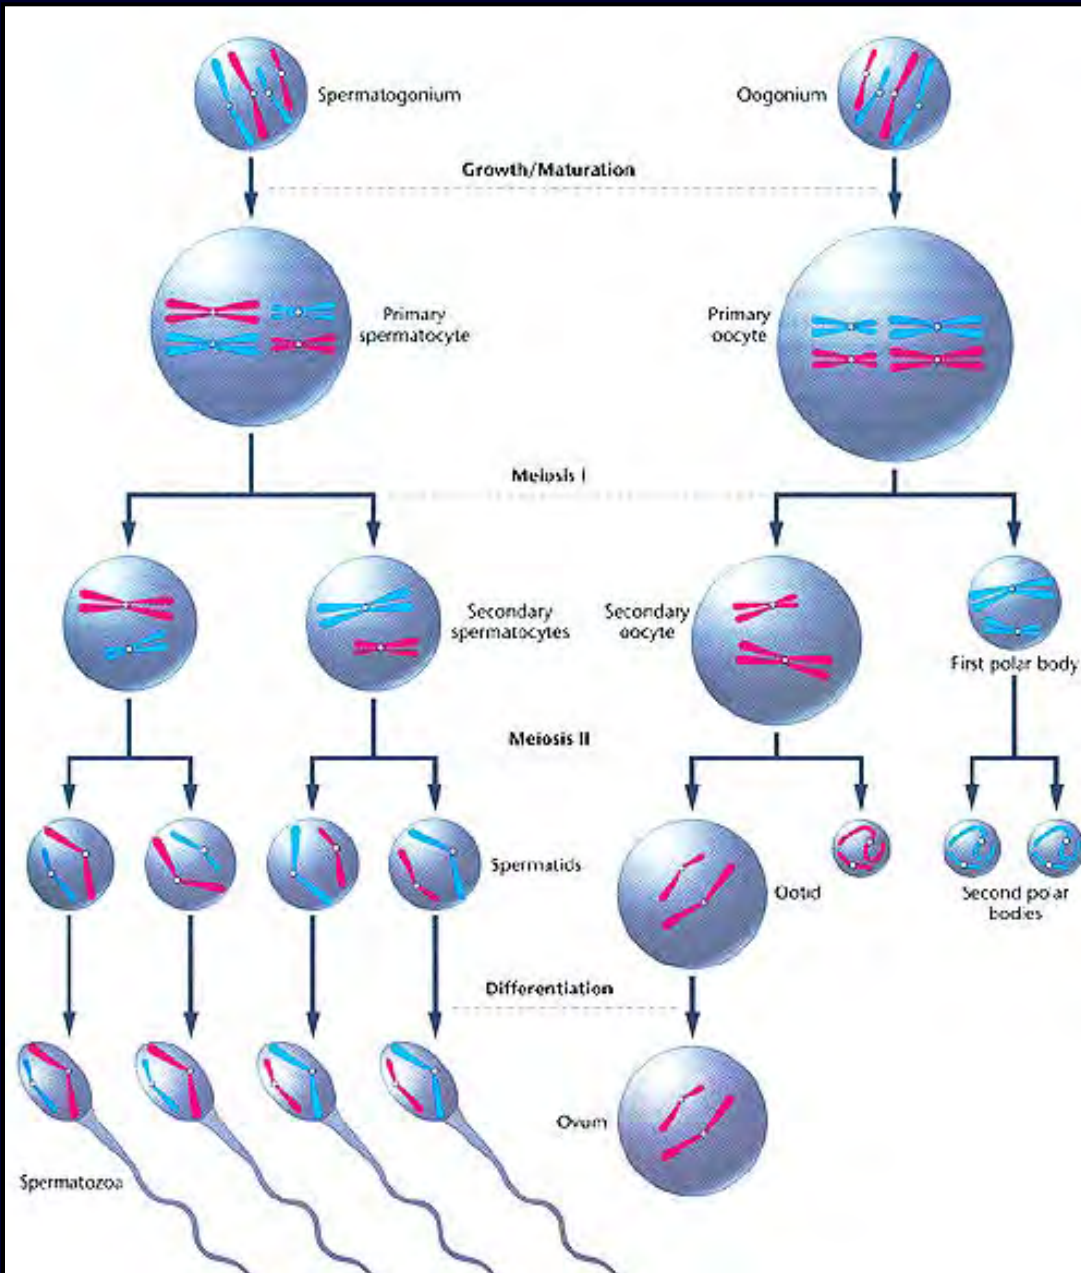 Spermatogonium
Oogonium
Growth/Maturation
Primary
spermatocyte
Primary
oocyte
Meiosis I
Secondary
spermatocytes
Secondary
oocyte
First polar body
Meiosis II
Spermatids
Ootid
Second polar
bodies
Differentiation
Ovum
Spermatozoa